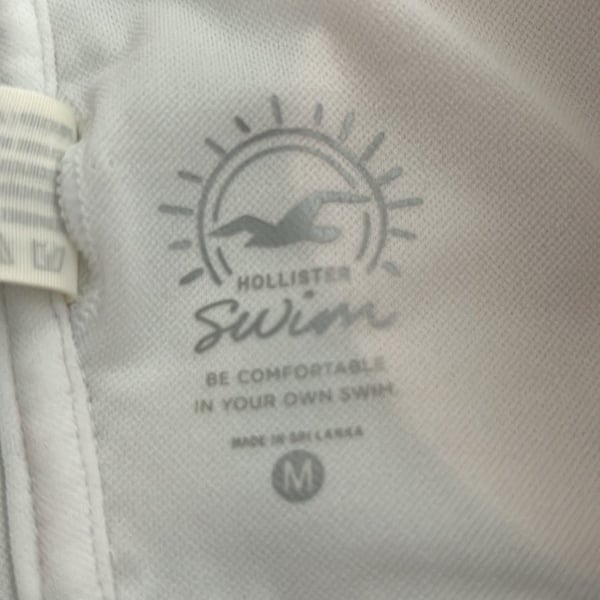 HOLLISTER
Swim
BE COMFORTABLE
IN YOUR OWN SWIM.
MADE IN SRI LANKA
M